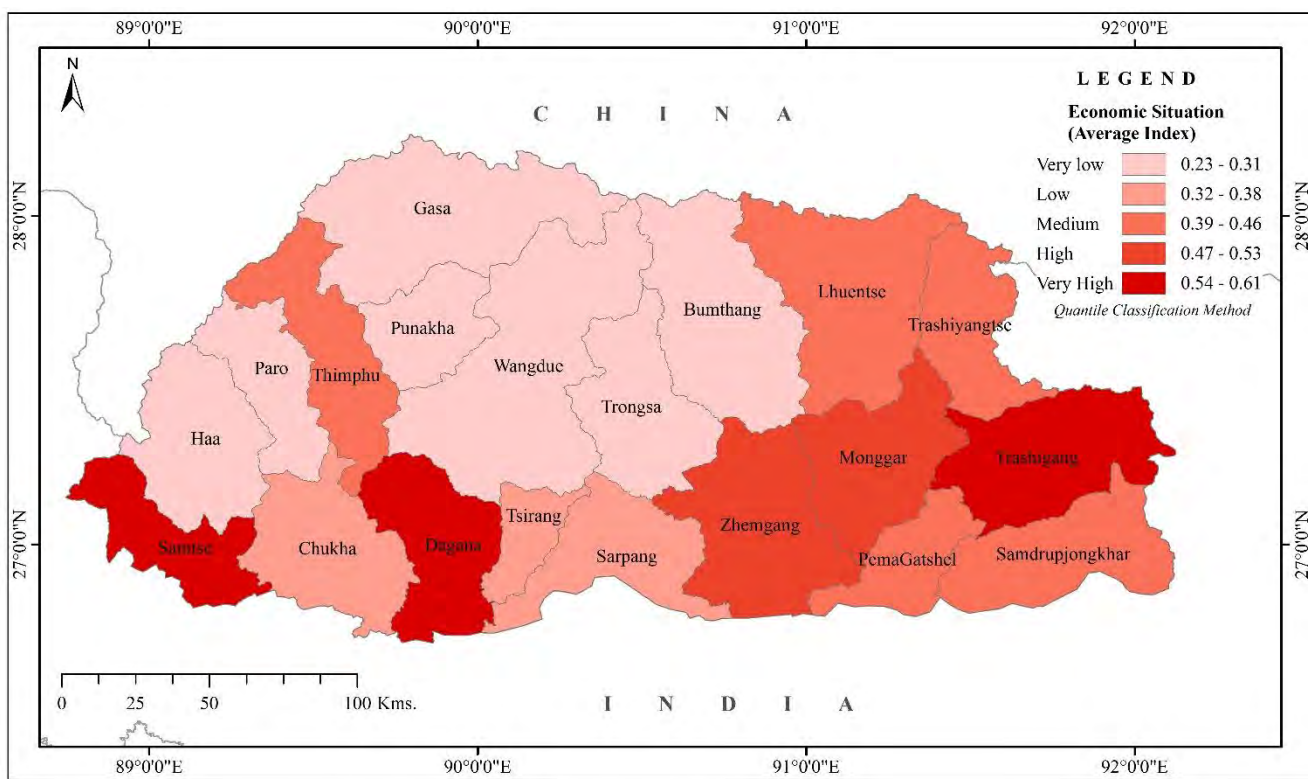 89°0'0"E 90°0'0"E 91°0'0"E 92°0'0"E
N
C H I N A
L E G E N D
Economic Situation
(Average Index)
Very low 0.23 - 0.31
Low 0.32 - 0.38
Medium 0.39 - 0.46
High 0.47 - 0.53
Very High 0.54 - 0.61
Quantile Classification Method
28°0'0"N 28°0'0"N
Gasa
Lhuentse
Bumthang
Punakha
Trashiyangtse
Wangdue
Paro
Thimphu
Trongsa
Haa
Monggar
Trashigang
Zhemgang
Tsirang
27°0'0"N 27°0'0"N
Samtse
Chukha
Dagana
Sarpang
PemaGatshel
Samdrupjongkhar
0 25 50 100 Kms.
I N D I A
89°0'0"E 90°0'0"E 91°0'0"E 92°0'0"E